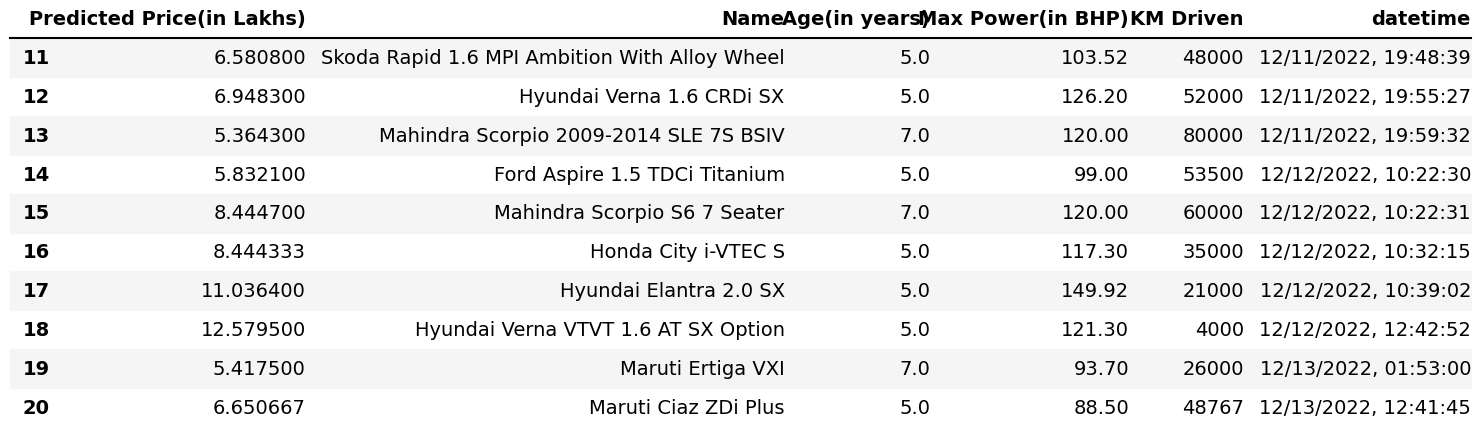 Predicted Price(in Lakhs) Name Age(in years) Max Power(in BHP) KM Driven datetime
11 6.580800 Skoda Rapid 1.6 MPI Ambition With Alloy Wheel 5.0 103.52 48000 12/11/2022, 19:48:39
12 6.948300 Hyundai Verna 1.6 CRDi SX 5.0 126.20 52000 12/11/2022, 19:55:27
13 5.364300 Mahindra Scorpio 2009-2014 SLE 7S BSIV 7.0 120.00 80000 12/11/2022, 19:59:32
14 5.832100 Ford Aspire 1.5 TDCi Titanium 5.0 99.00 53500 12/12/2022, 10:22:30
15 8.444700 Mahindra Scorpio S6 7 Seater 7.0 120.00 60000 12/12/2022, 10:22:31
16 8.444333 Honda City i-VTEC S 5.0 117.30 35000 12/12/2022, 10:32:15
17 11.036400 Hyundai Elantra 2.0 SX 5.0 149.92 21000 12/12/2022, 10:39:02
18 12.579500 Hyundai Verna VTVT 1.6 AT SX Option 5.0 121.30 4000 12/12/2022, 12:42:52
19 5.417500 Maruti Ertiga VXI 7.0 93.70 26000 12/13/2022, 01:53:00
20 6.650667 Maruti Ciaz ZDi Plus 5.0 88.50 48767 12/13/2022, 12:41:45